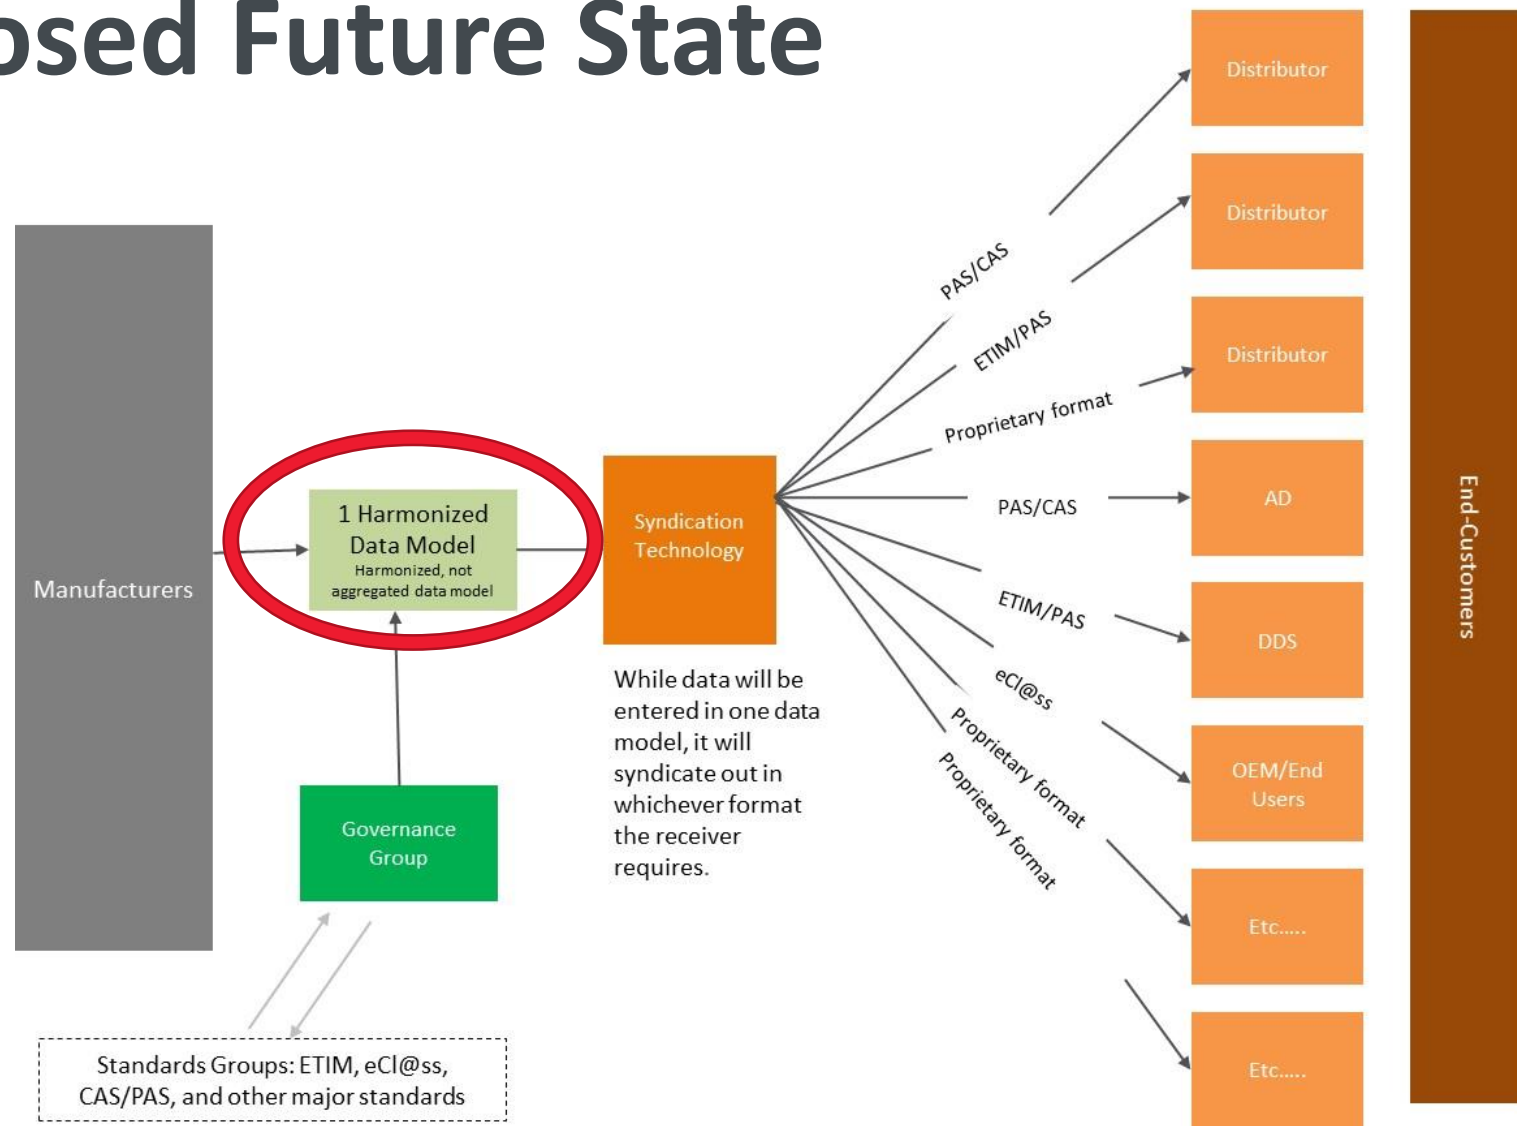 osed Future State
Manufacturers
1 Harmonized
Data Model
Harmonized, not
aggregated data model
Governance
Group
Standards Groups: ETIM, eCl@ss,
CAS/PAS, and other major standards
Syndication
Technology
While data will be
entered in one data
model, it will
syndicate out in
whichever format
the receiver
requires.
PAS/CAS
ETIM/PAS
Proprietary format
PAS/CAS
ETIM/PAS
eCl@ss
Proprietary format
Proprietary format
Distributor
Distributor
Distributor
AD
DDS
OEM/End
Users
Etc.....
Etc.....
End-Customers